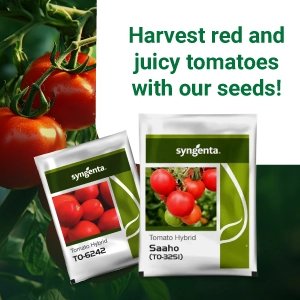 Harvest red and
juicy tomatoes
with our seeds!
syngenta
Tomato Hybrid
TO-6242
syngenta
Tomato Hybrid
Saaho
(TO-3251)